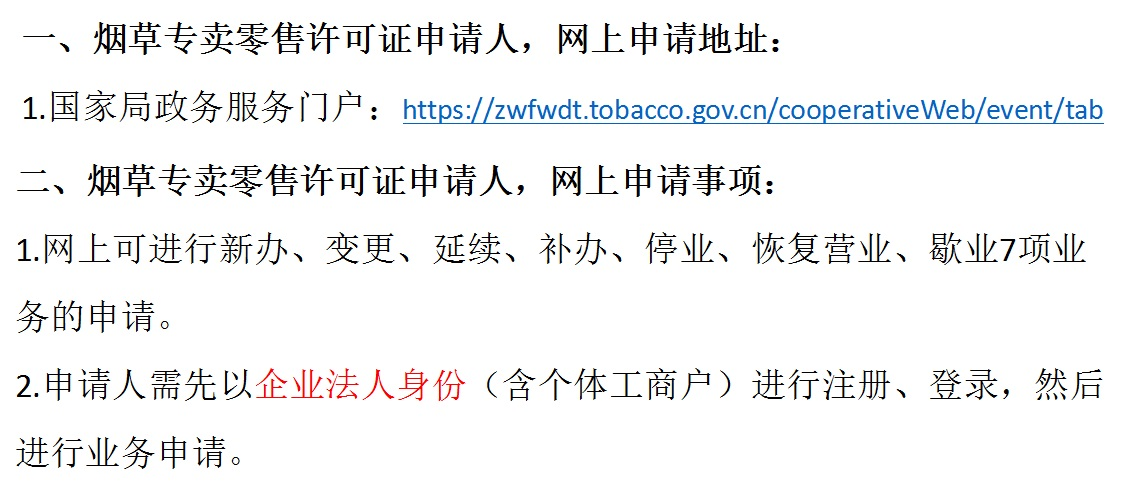 一、烟草专卖零售许可证申请人，网上申请地址：
1.国家局政务服务门户：https://zwfwdt.tobacco.gov.cn/cooperativeWeb/event/tab
二、烟草专卖零售许可证申请人，网上申请事项：
1.网上可进行新办、变更、延续、补办、停业、恢复营业、歇业7项业
务的申请。
2.申请人需先以企业法人身份（含个体工商户）进行注册、登录，然后
进行业务申请。